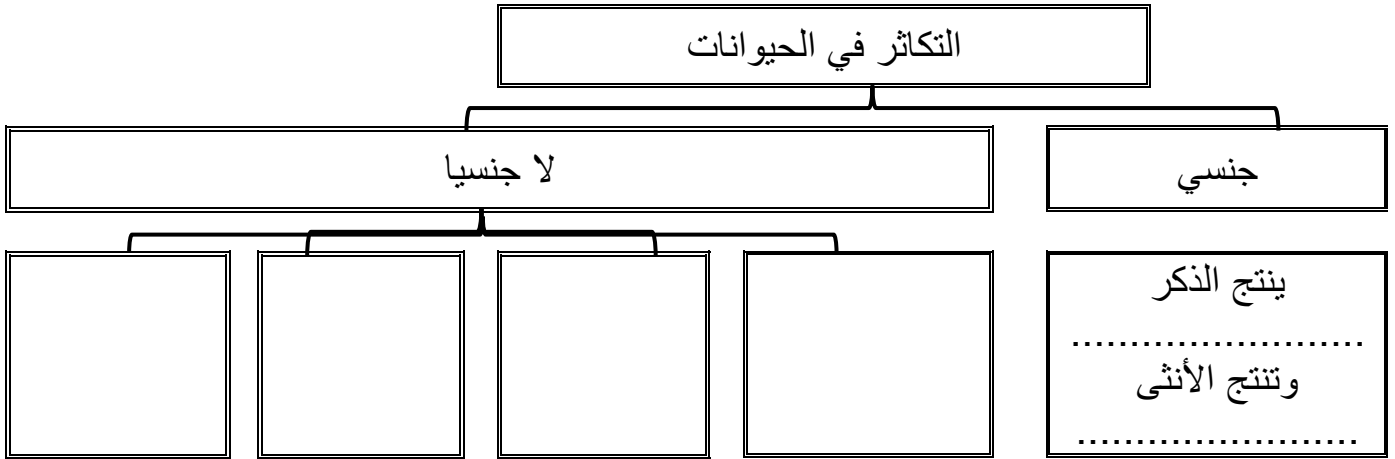 التكاثر في الحيوانات
جنسي
لا جنسيا
ينتج الذكر
.........................
وتنتج الأنثى
........................